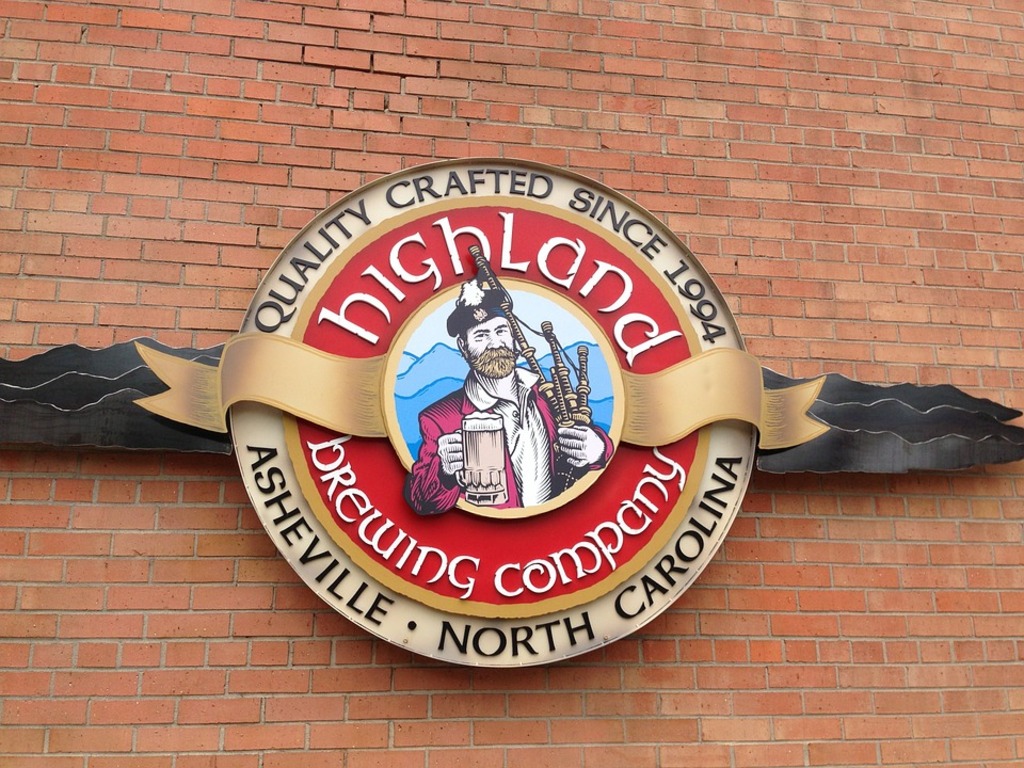 QUALITY CRAFTED SINCE 1994
highland
brewing company
ASHEVILLE • NORTH CAROLINA